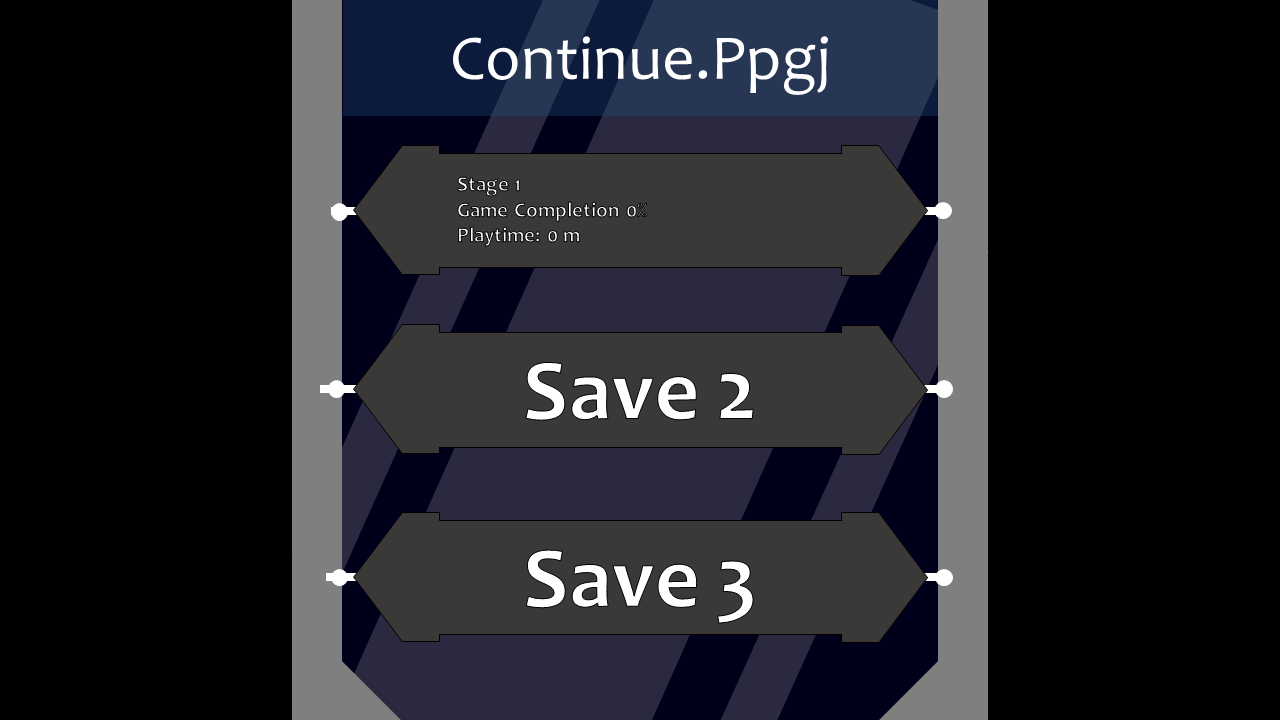 Continue.Ppgj
Stage 1
Game Completion 0%
Playtime: 0 m
Save 2
Save 3